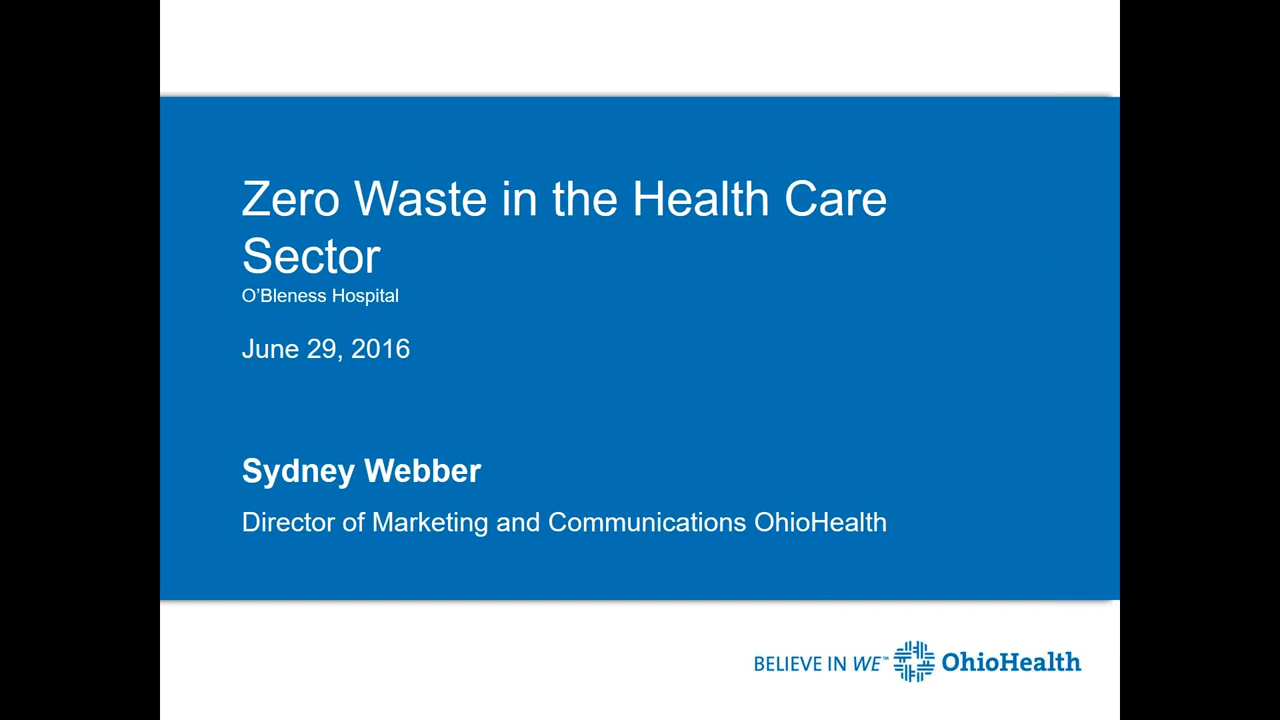 Zero Waste in the Health Care
Sector
O’Bleness Hospital
June 29, 2016
Sydney Webber
Director of Marketing and Communications OhioHealth
BELIEVE IN WE™ OhioHealth